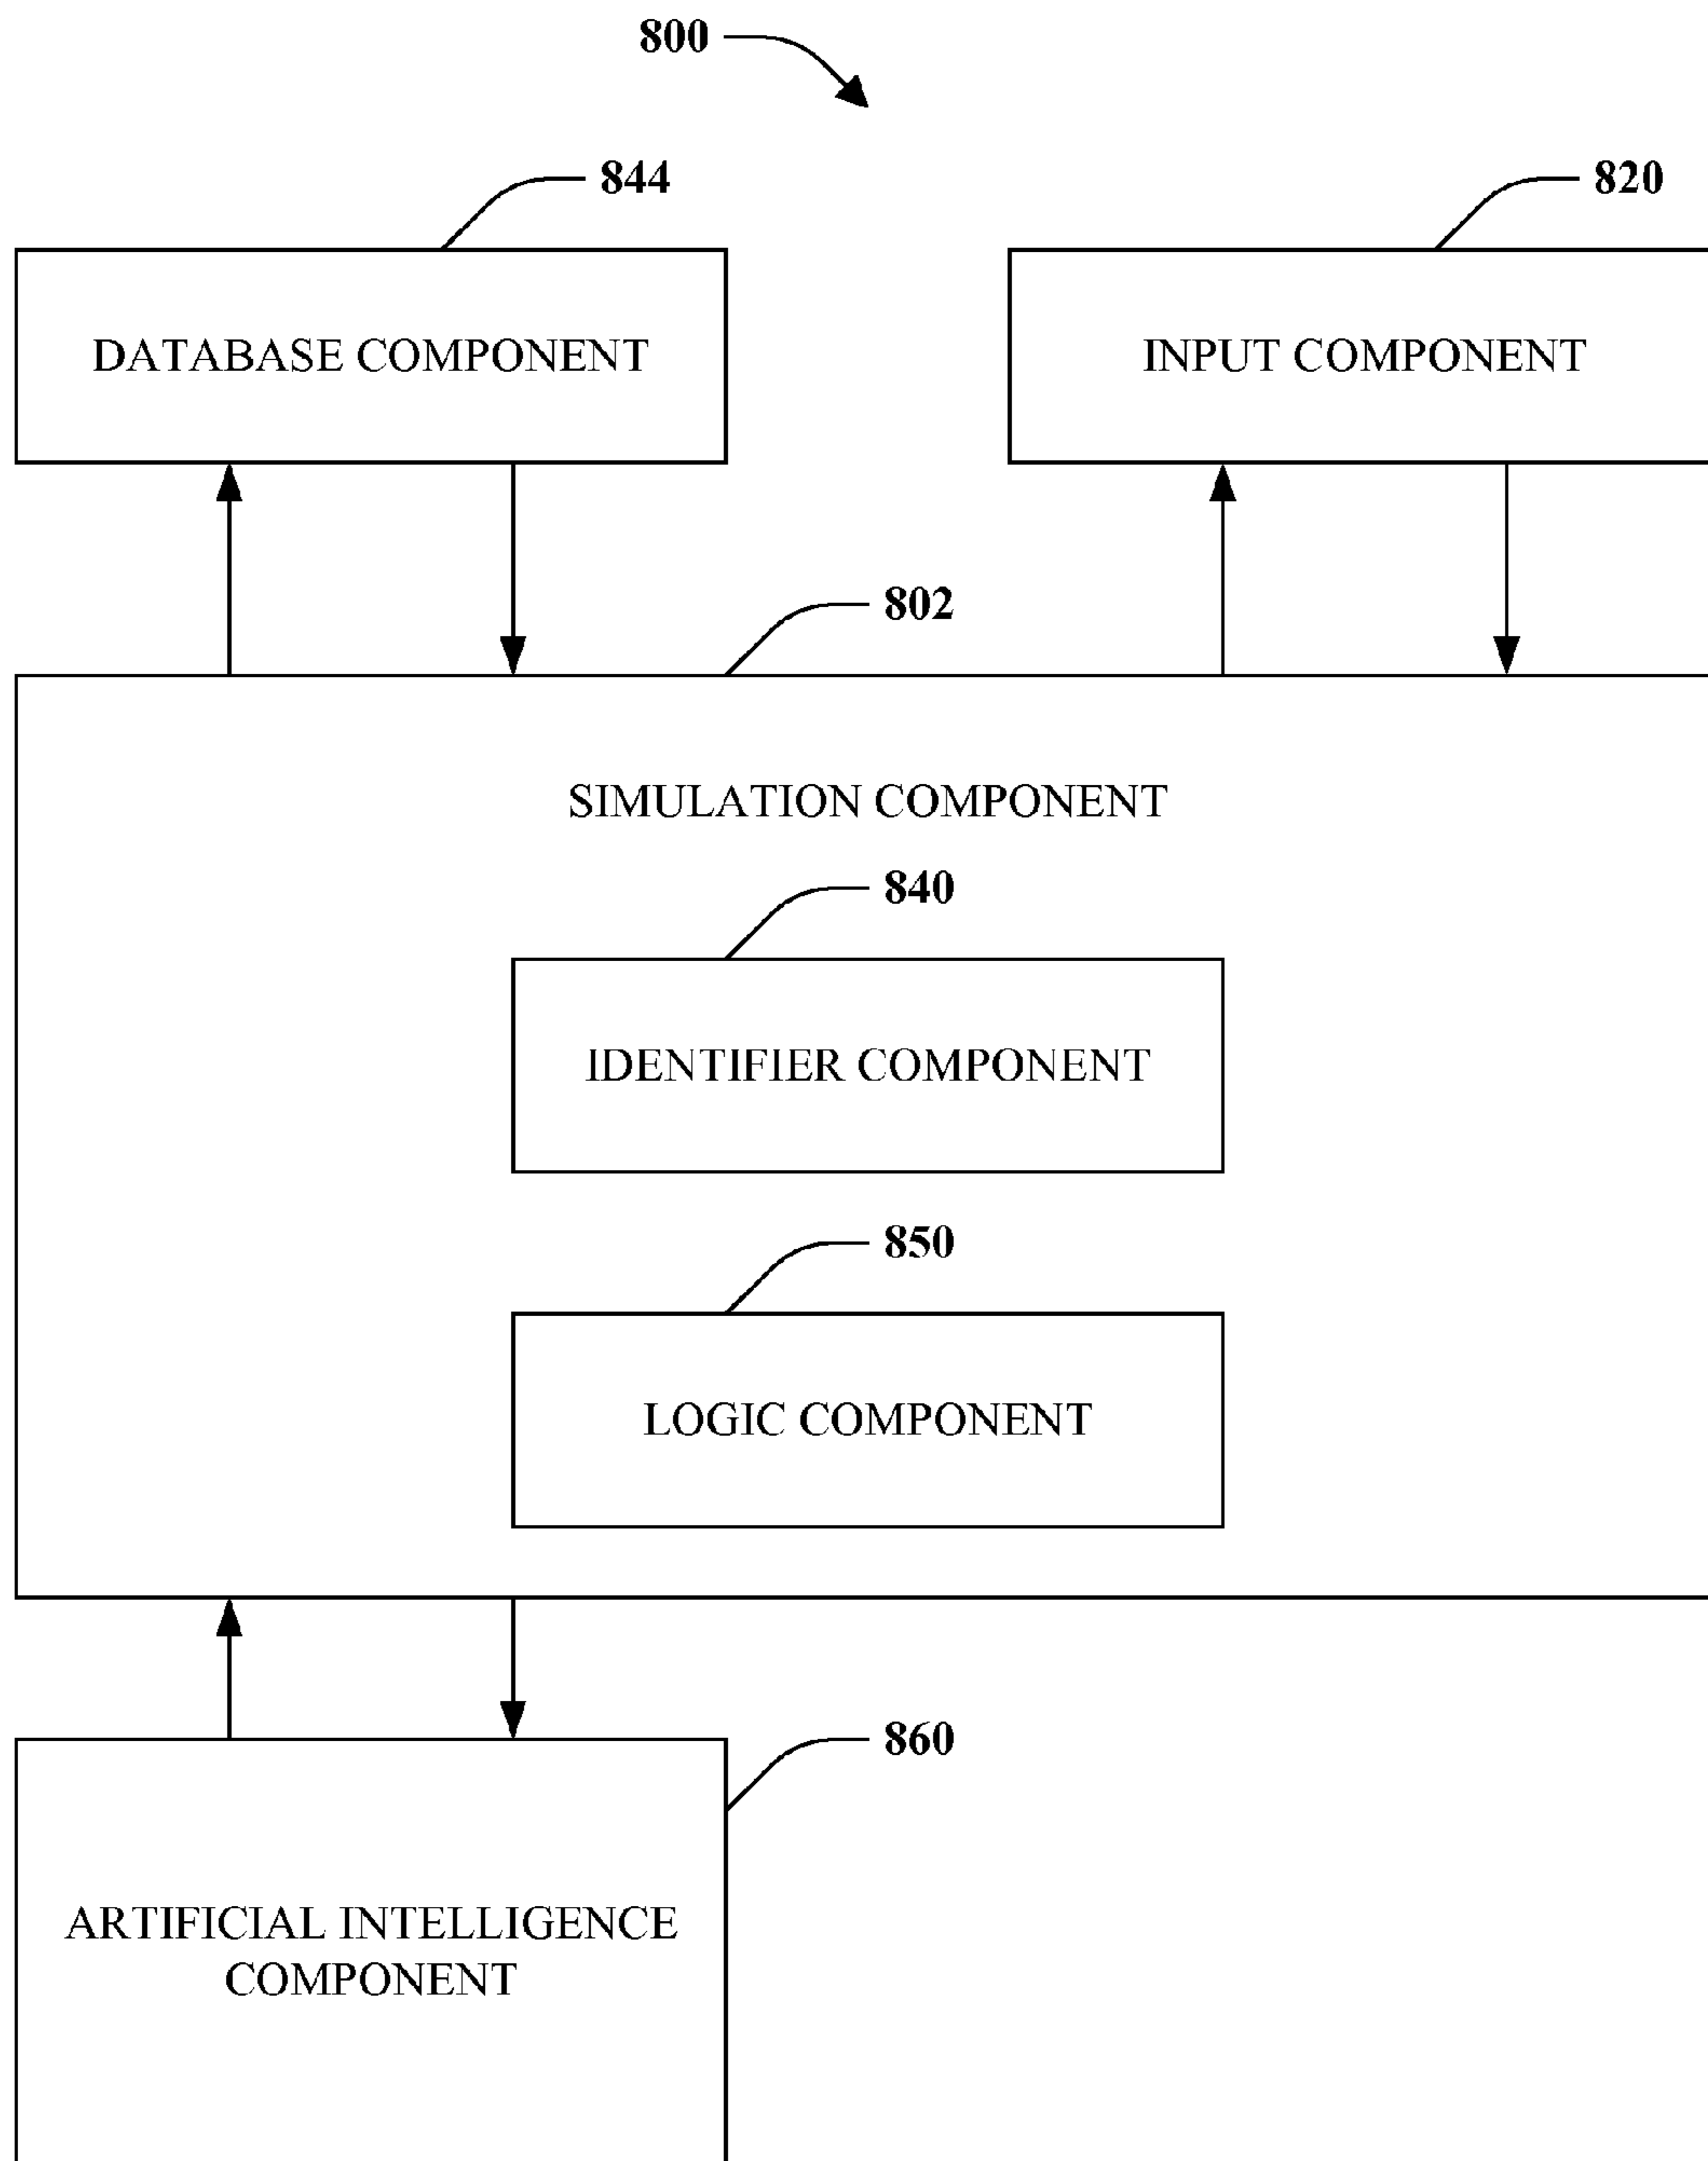 800
844
820
DATABASE COMPONENT
INPUT COMPONENT
802
SIMULATION COMPONENT
840
IDENTIFIER COMPONENT
850
LOGIC COMPONENT
860
ARTIFICIAL INTELLIGENCE
COMPONENT